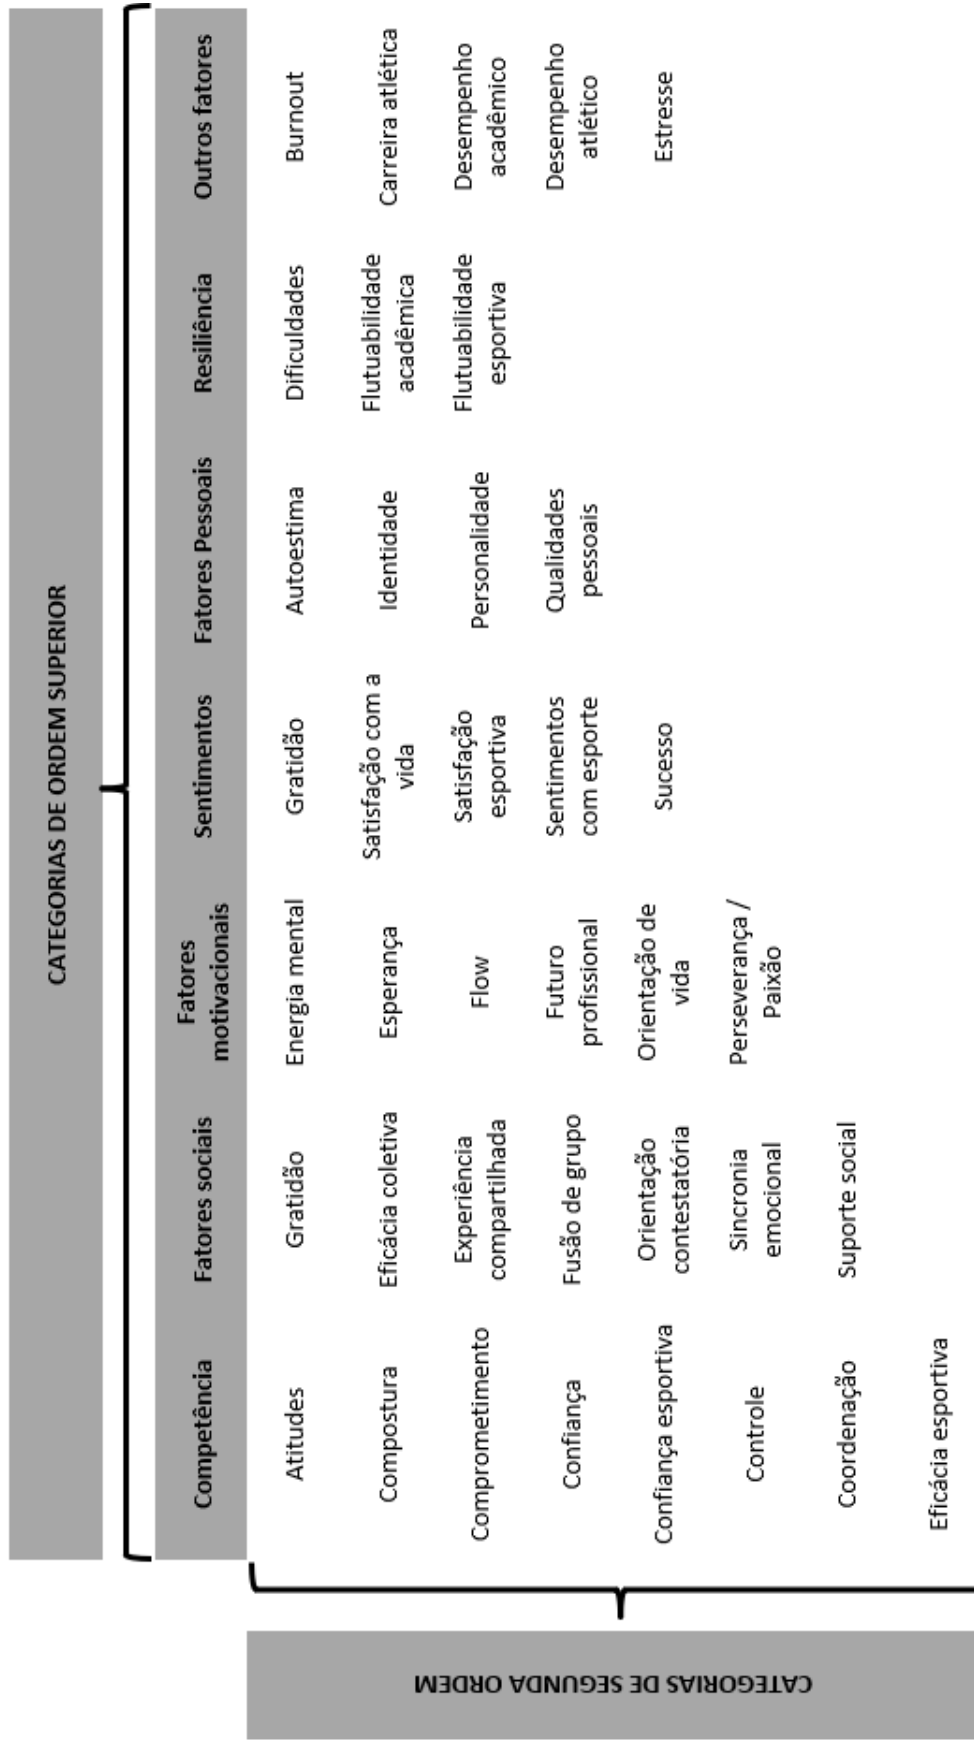 CATEGORIAS DE ORDEM SUPERIOR
Competência
Fatores sociais
Fatores
motivacionais
Sentimentos
Fatores Pessoais
Resiliência
Outros fatores
CATEGORIAS DE SEGUNDA ORDEM
Atitudes
Gratidão
Energia mental
Gratidão
Autoestima
Dificuldades
Burnout
Compostura
Eficácia coletiva
Esperança
Satisfação com a
vida
Identidade
Flutuabilidade
acadêmica
Carreira atlética
Comprometimento
Experiência
compartilhada
Flow
Satisfação
esportiva
Personalidade
Flutuabilidade
esportiva
Desempenho
acadêmico
Confiança
Fusão de grupo
Futuro
profissional
Sentimentos
com esporte
Qualidades
pessoais
Desempenho
atlético
Confiança esportiva
Orientação
contestatória
Orientação de
vida
Sucesso
Estresse
Controle
Sincronia
emocional
Perseverança /
Paixão
Coordenação
Suporte social
Eficácia esportiva